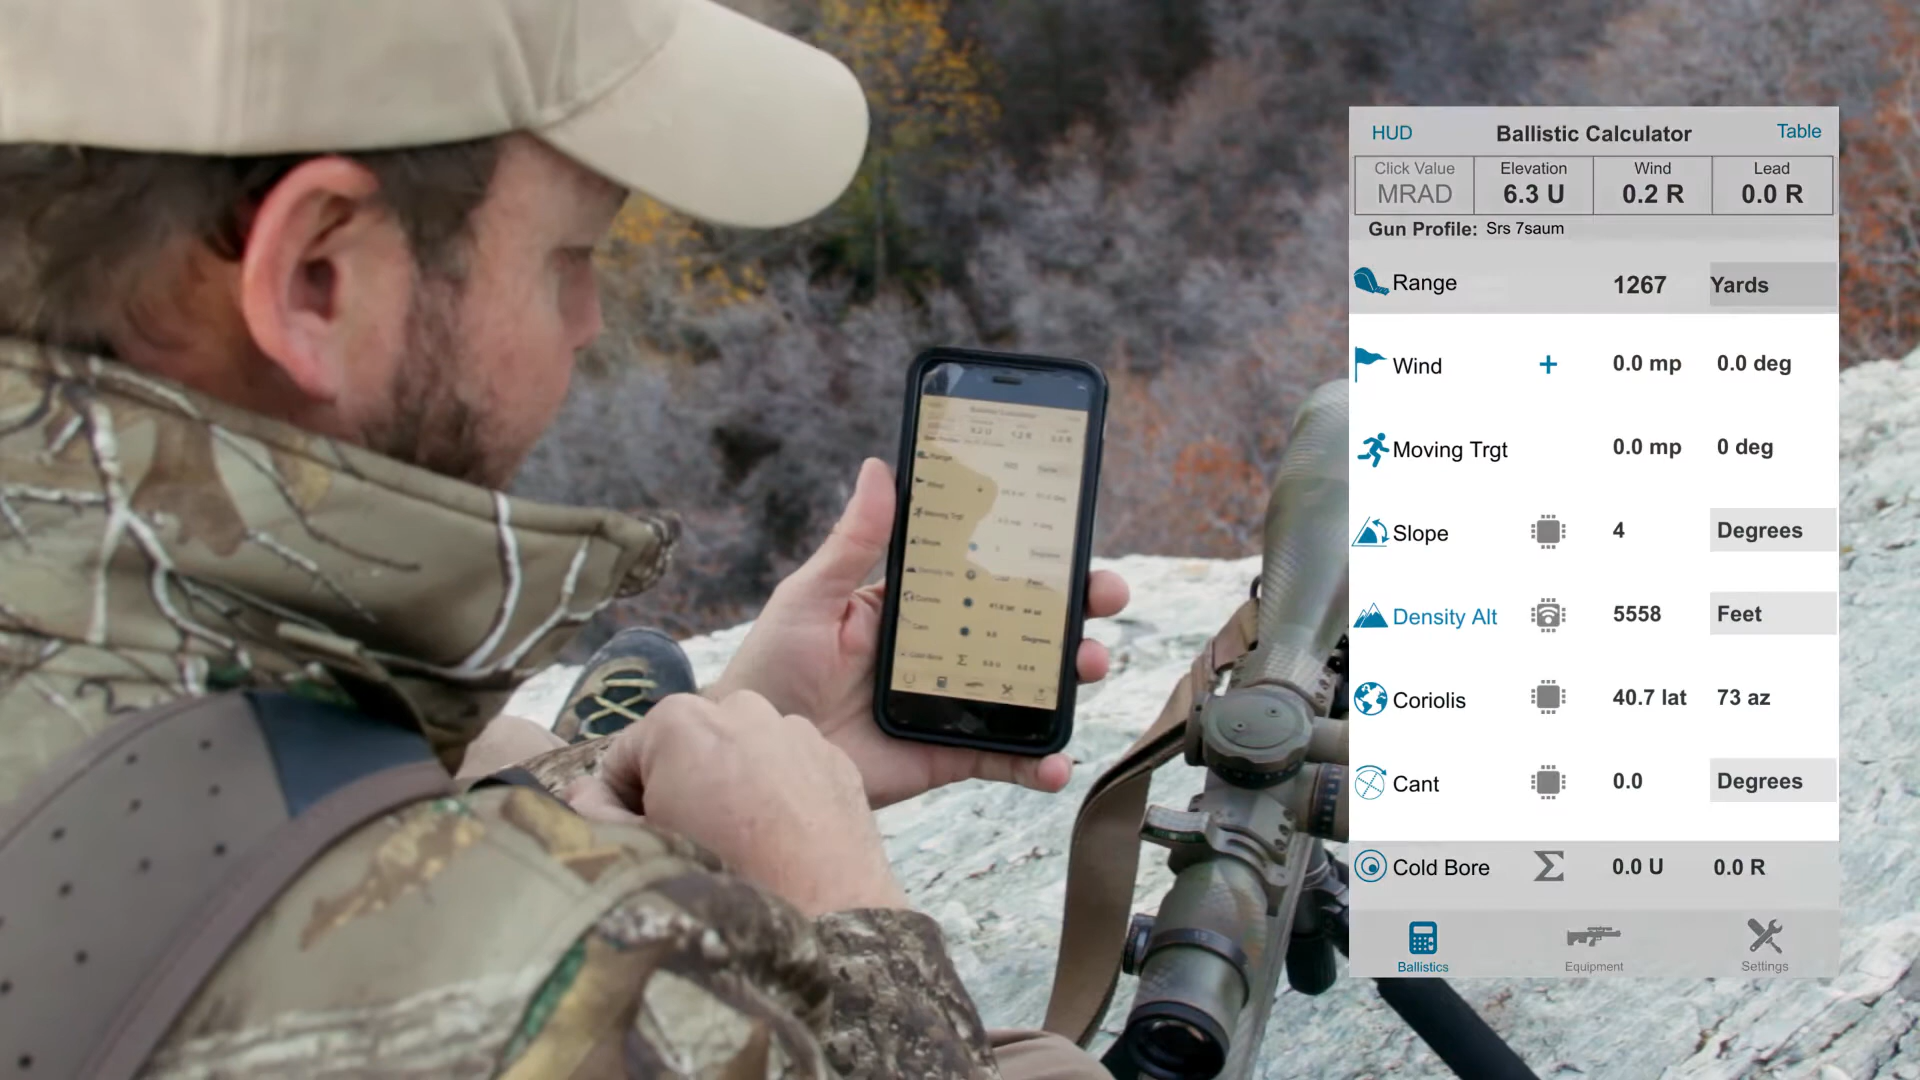 HUD Ballistic Calculator Table
Click Value Elevation Wind Lead
MRAD 6.3 U 0.2 R 0.0 R
Gun Profile: Srs 7saum
Range 1267 Yards
Wind + 0.0 mp 0.0 deg
Moving Trgt 0.0 mp 0 deg
Slope 4 Degrees
Density Alt 5558 Feet
Coriolis 40.7 lat 73 az
Cant 0.0 Degrees
Cold Bore Σ 0.0 U 0.0 R
Ballistics Equipment Settings